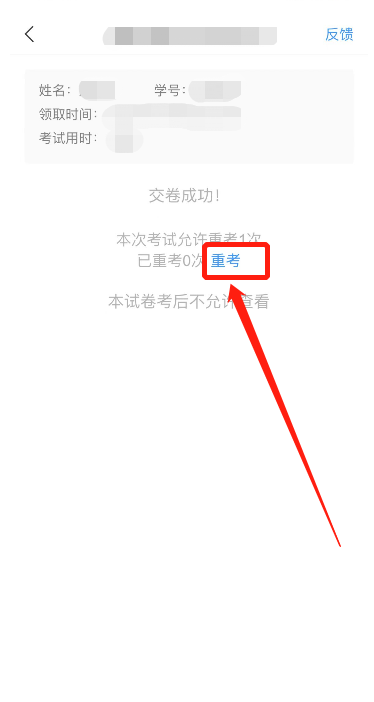 反馈
姓名： 学号：
领取时间：
考试用时：
交卷成功！
本次考试允许重考1次
已重考0次 重考
本试卷考后不允许查看